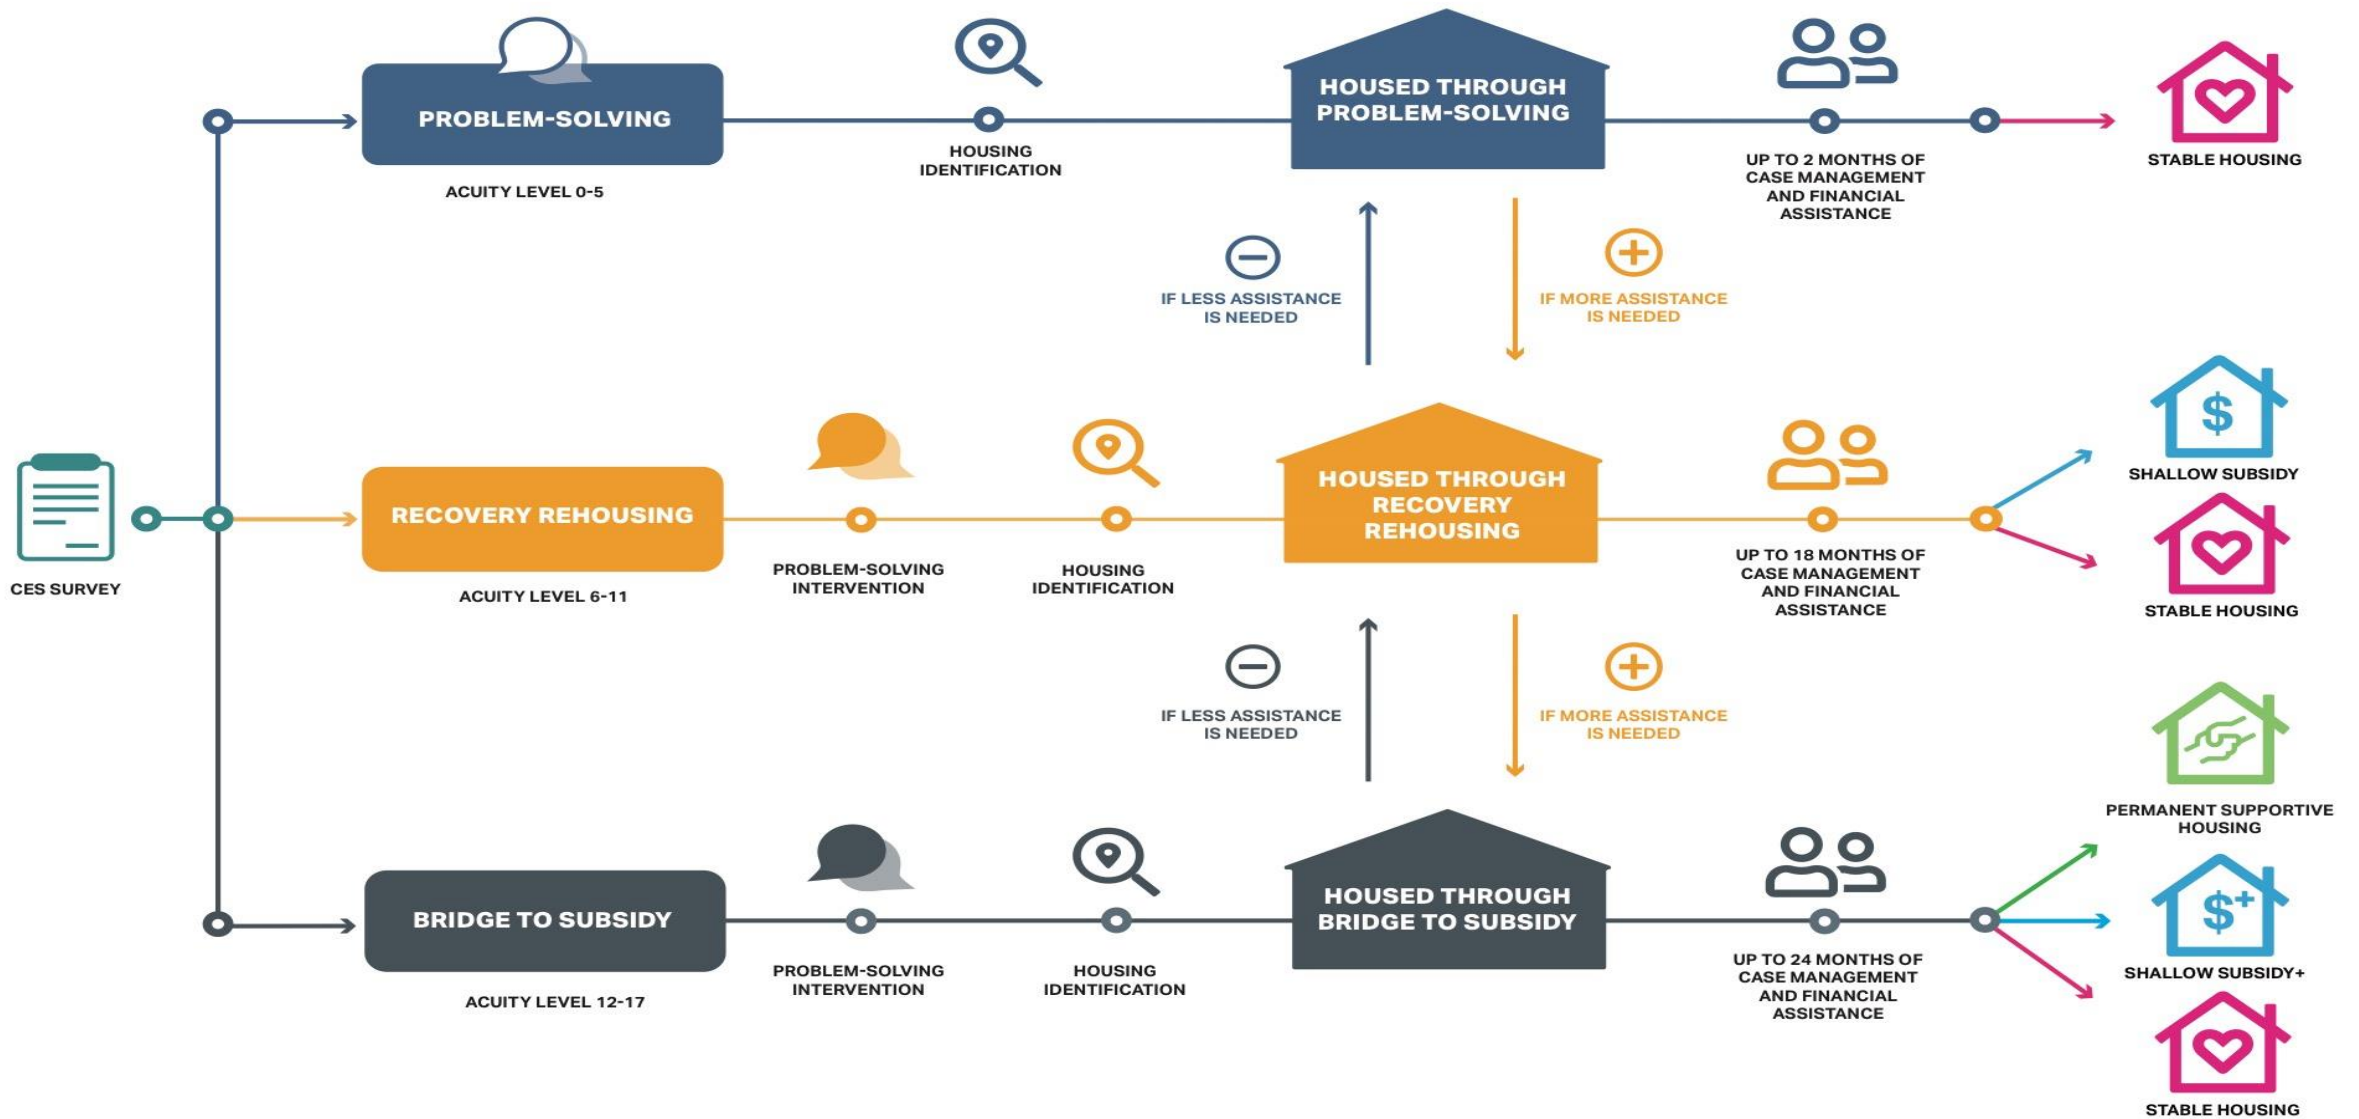 PROBLEM-SOLVING
ACUITY LEVEL 0-5
HOUSING
IDENTIFICATION
HOUSED THROUGH
PROBLEM-SOLVING
UP TO 2 MONTHS OF
CASE MANAGEMENT
AND FINANCIAL
ASSISTANCE
STABLE HOUSING
IF LESS ASSISTANCE
IS NEEDED
IF MORE ASSISTANCE
IS NEEDED
CES SURVEY
RECOVERY REHOUSING
ACUITY LEVEL 6-11
PROBLEM-SOLVING
INTERVENTION
HOUSING
IDENTIFICATION
HOUSED THROUGH
RECOVERY
REHOUSING
UP TO 18 MONTHS OF
CASE MANAGEMENT
AND FINANCIAL
ASSISTANCE
$
SHALLOW SUBSIDY
STABLE HOUSING
IF LESS ASSISTANCE
IS NEEDED
IF MORE ASSISTANCE
IS NEEDED
BRIDGE TO SUBSIDY
ACUITY LEVEL 12-17
PROBLEM-SOLVING
INTERVENTION
HOUSING
IDENTIFICATION
HOUSED THROUGH
BRIDGE TO SUBSIDY
UP TO 24 MONTHS OF
CASE MANAGEMENT
AND FINANCIAL
ASSISTANCE
PERMANENT SUPPORTIVE
HOUSING
$+
SHALLOW SUBSIDY+
STABLE HOUSING